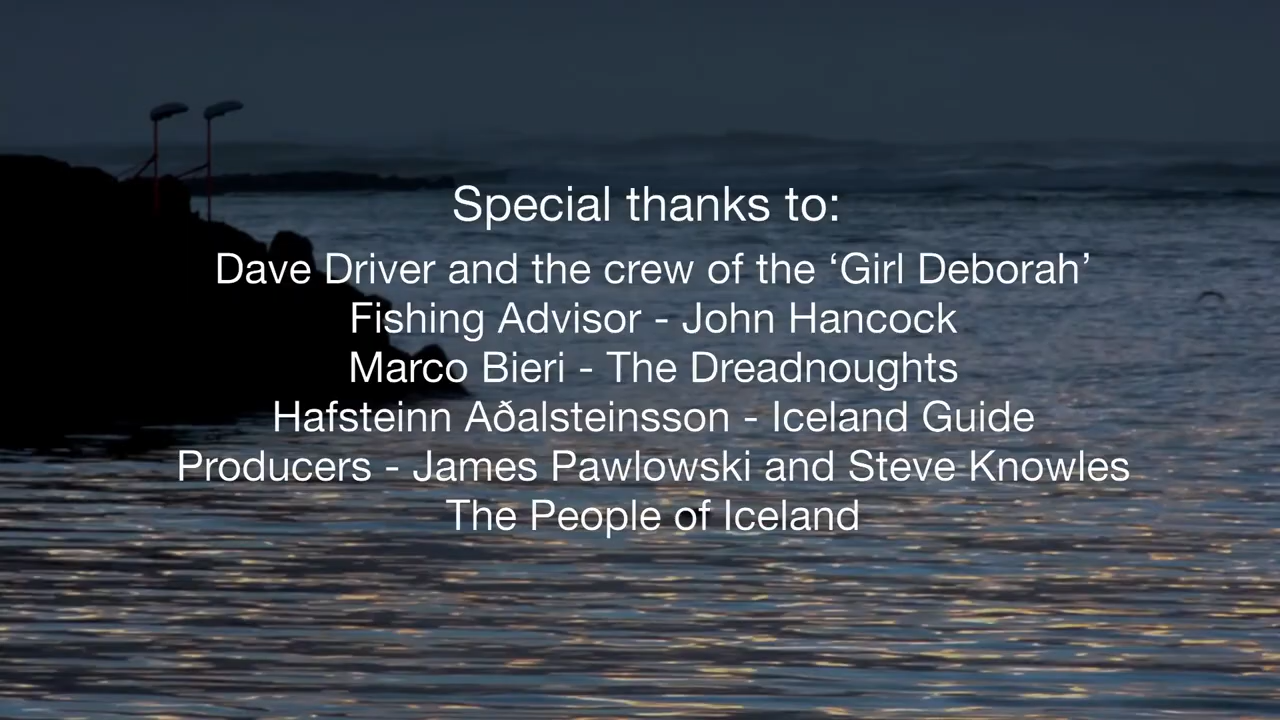 Special thanks to:
Dave Driver and the crew of the ‘Girl Deborah’
Fishing Advisor - John Hancock
Marco Bieri - The Dreadnoughts
Hafsteinn Aðalsteinsson - Iceland Guide
Producers - James Pawlowski and Steve Knowles
The People of Iceland